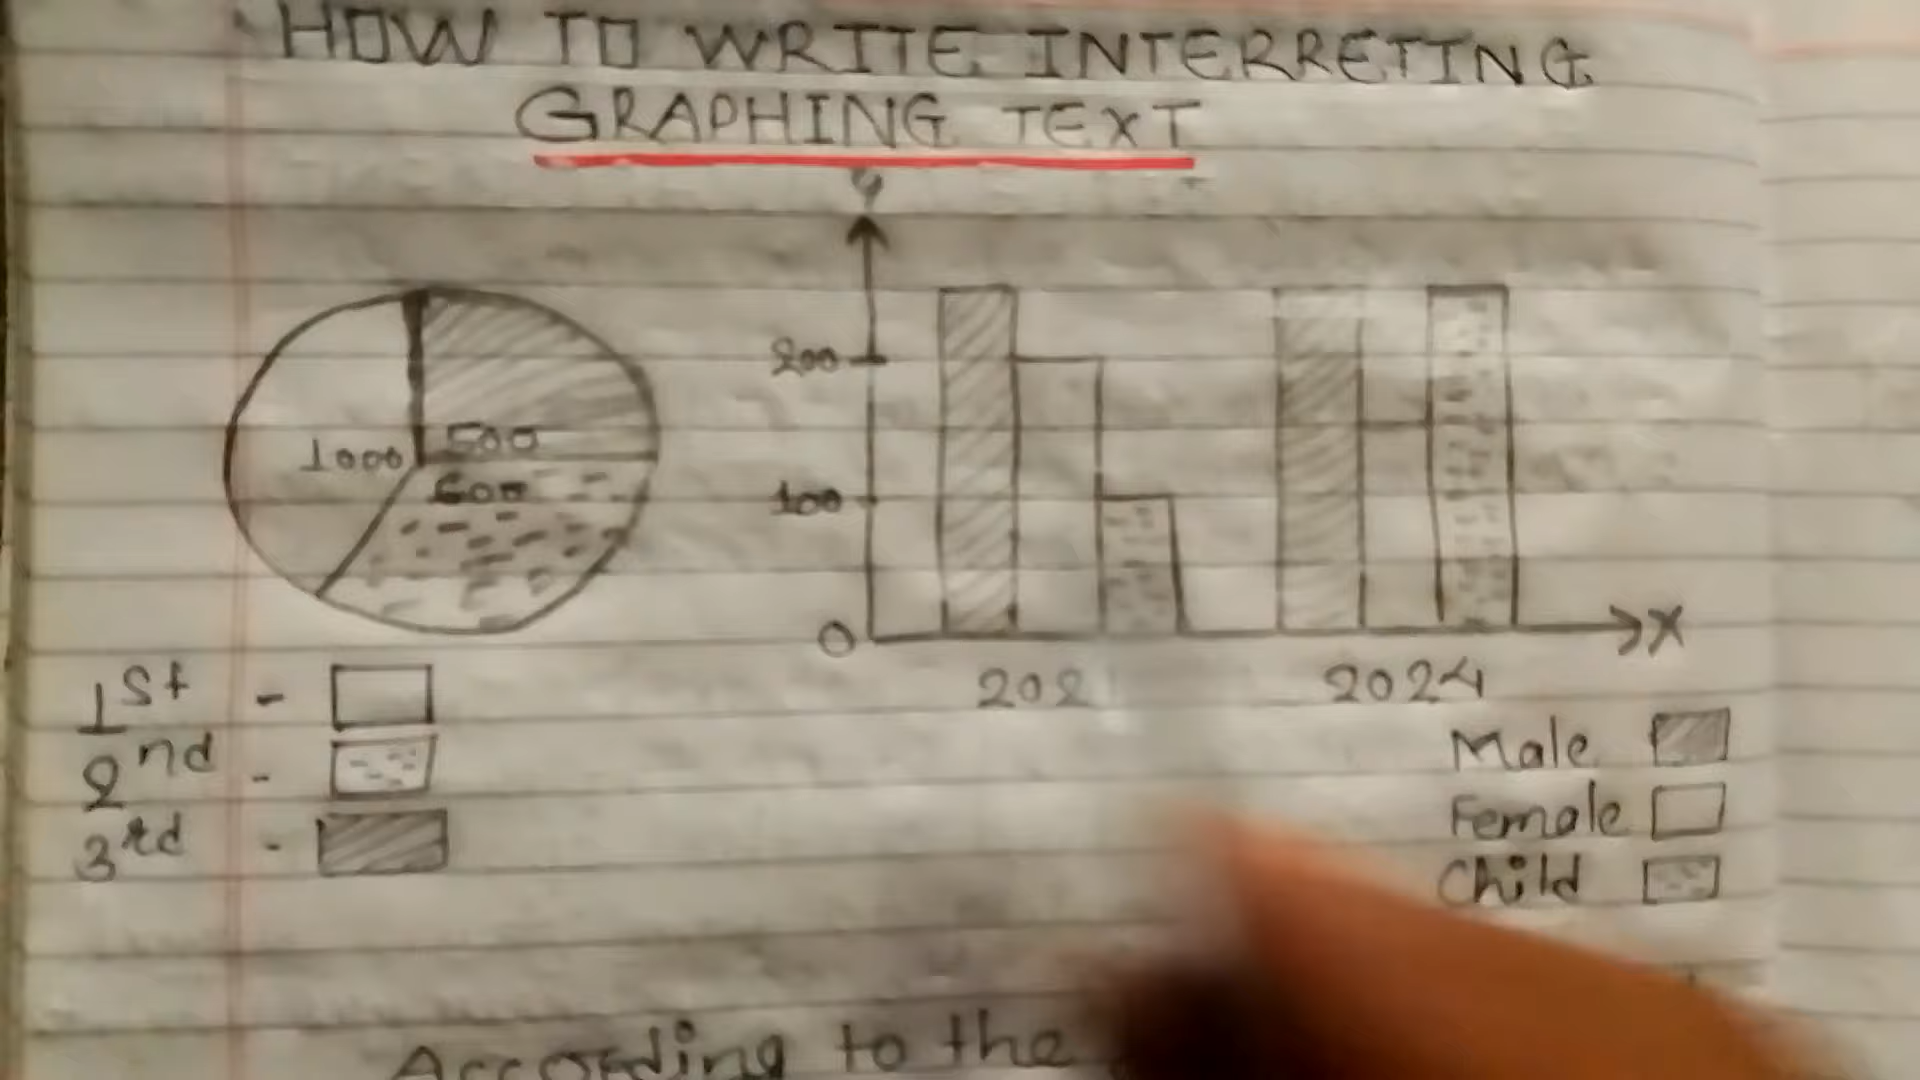 HOW TO WRITE INTERRETING
GRAPHING TEXT
y
200
100
0
X
1000
500
600
202
2024
1st -
2nd -
3rd -
Male
Female
Child
According to the